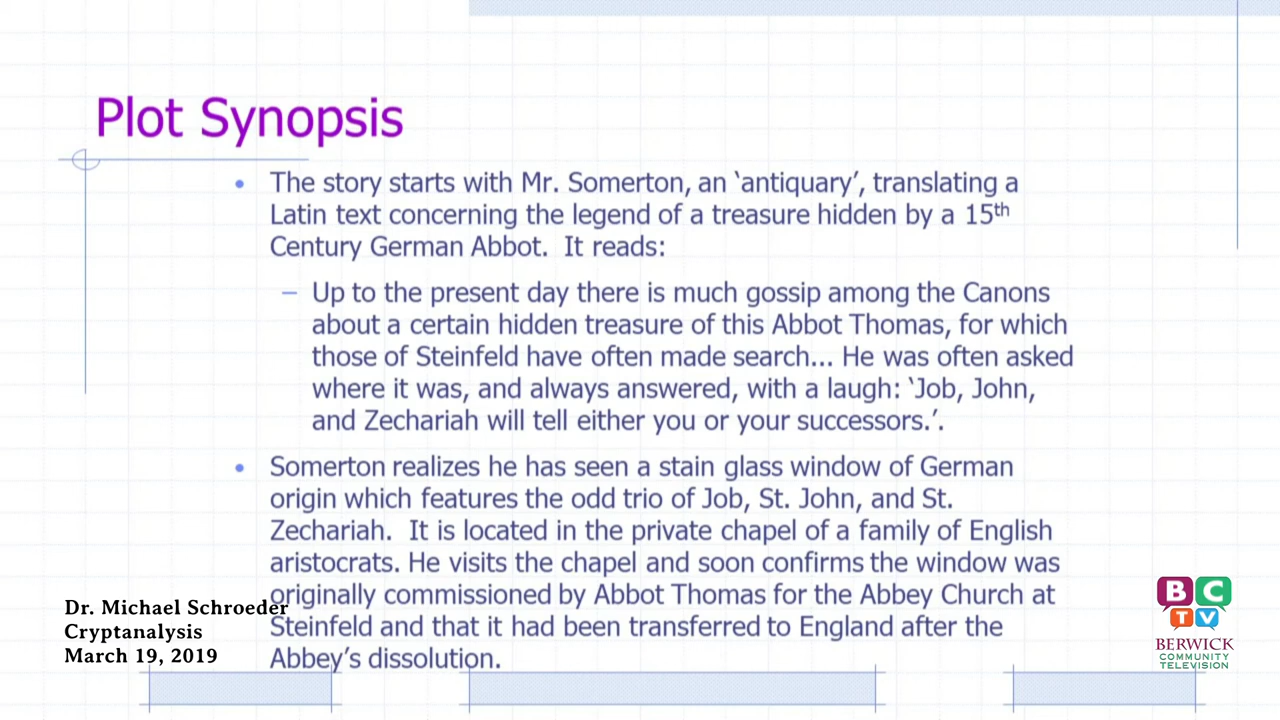 Plot Synopsis
• The story starts with Mr. Somerton, an ‘antiquary’, translating a
Latin text concerning the legend of a treasure hidden by a 15th
Century German Abbot.  It reads:
– Up to the present day there is much gossip among the Canons
about a certain hidden treasure of this Abbot Thomas, for which
those of Steinfeld have often made search... He was often asked
where it was, and always answered, with a laugh: ‘Job, John,
and Zechariah will tell either you or your successors.’.
• Somerton realizes he has seen a stain glass window of German
origin which features the odd trio of Job, St. John, and St.
Zechariah.  It is located in the private chapel of a family of English
aristocrats. He visits the chapel and soon confirms the window was
originally commissioned by Abbot Thomas for the Abbey Church at
Steinfeld and that it had been transferred to England after the
Abbey’s dissolution.
Dr. Michael Schroeder
Cryptanalysis
March 19, 2019
BC
TV
BERWICK
COMMUNITY
TELEVISION